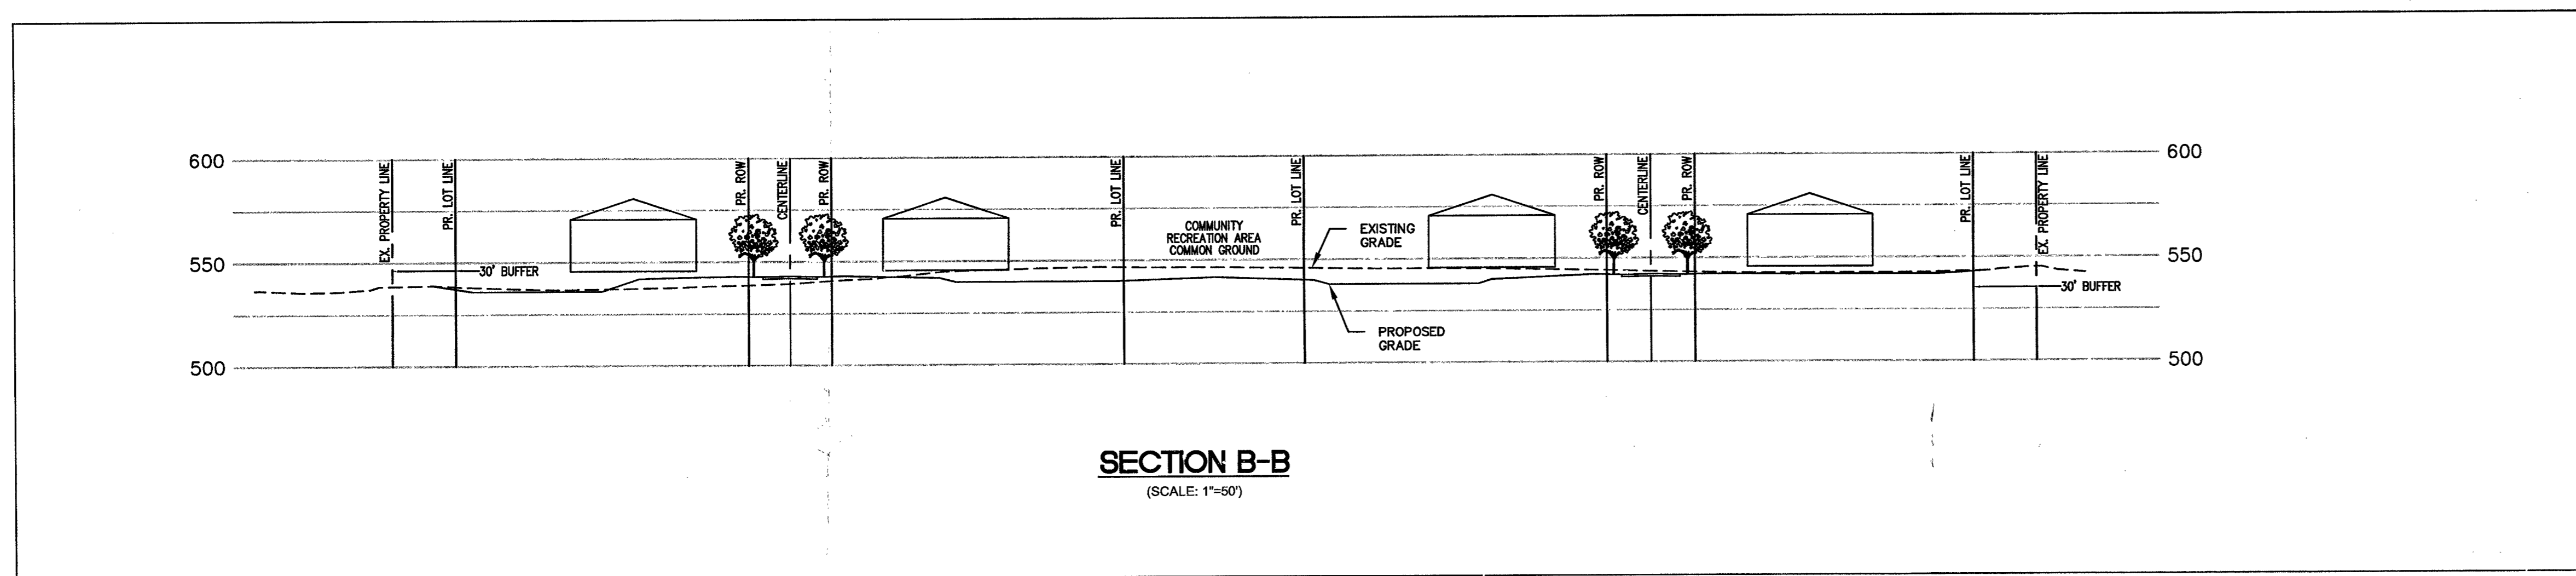 600
550
500
EX. PROPERTY LINE
PR. LOT LINE
30' BUFFER
PR. ROW
CENTERLINE
PR. ROW
PR. LOT LINE
COMMUNITY
RECREATION AREA
COMMON GROUND
PR. LOT LINE
EXISTING
GRADE
PROPOSED
GRADE
PR. ROW
CENTERLINE
PR. ROW
PR. LOT LINE
EX. PROPERTY LINE
30' BUFFER
600
550
500
SECTION B-B
(SCALE: 1"=50')